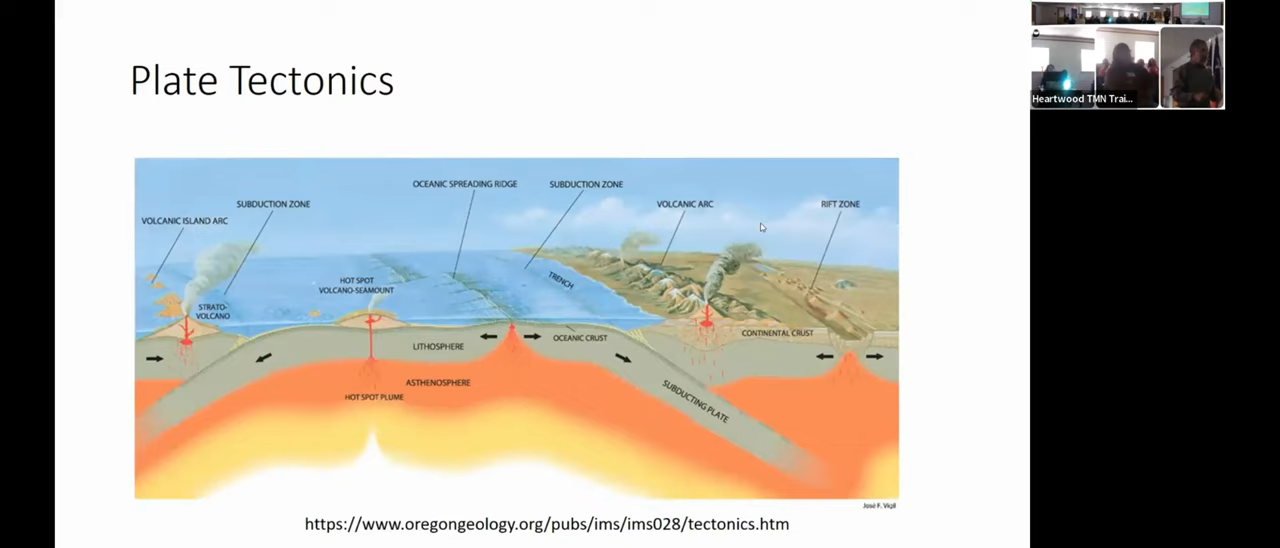 Plate Tectonics
OCEANIC SPREADING RIDGE
SUBDUCTION ZONE
SUBDUCTION ZONE
VOLCANIC ARC
RIFT ZONE
VOLCANIC ISLAND ARC
HOT SPOT
VOLCANO-SEAMOUNT
TRENCH
STRATO-
VOLCANO
LITHOSPHERE
OCEANIC CRUST
CONTINENTAL CRUST
ASTHENOSPHERE
HOT SPOT PLUME
SUBDUCTING PLATE
José F. Vigil
https://www.oregongeology.org/pubs/ims/ims028/tectonics.htm
Heartwood TMN Trai...